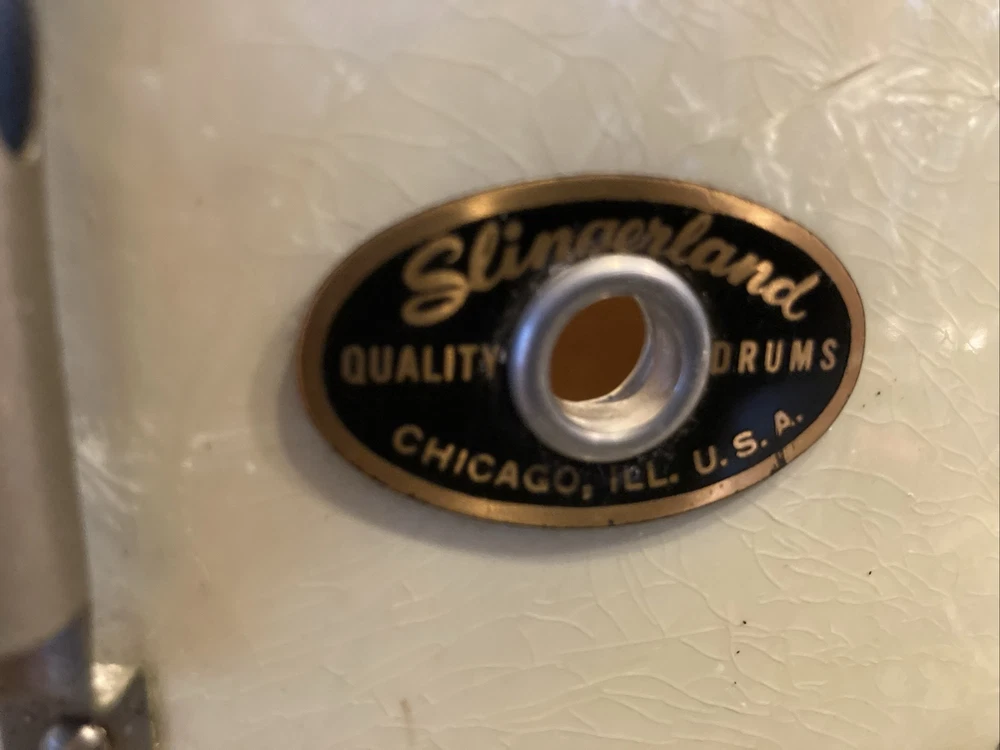 Slingerland
QUALITY DRUMS
CHICAGO, ILL. U.S.A.